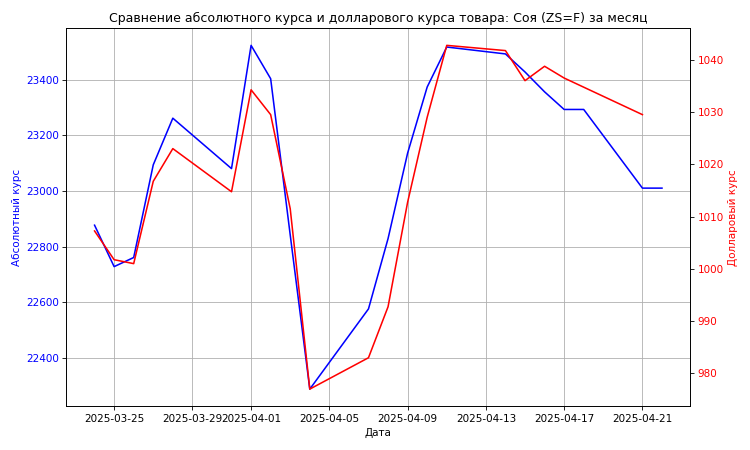 Сравнение абсолютного курса и долларового курса товара: Соя (ZS=F) за месяц
Абсолютный курс
23400
23200
23000
22800
22600
22400
1040
1030
1020
1010
1000
990
980
Долларовый курс
2025-03-25 2025-03-29 2025-04-01 2025-04-05 2025-04-09 2025-04-13 2025-04-17 2025-04-21
Дата